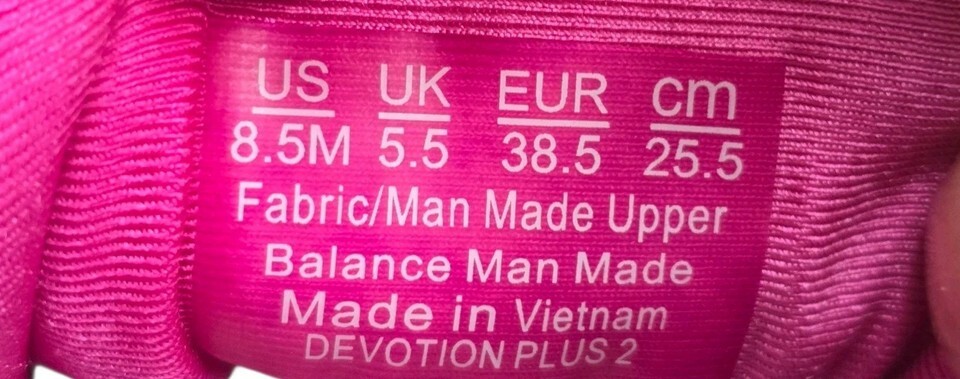 US UK EUR cm
8.5M 5.5 38.5 25.5
Fabric/Man Made Upper
Balance Man Made
Made in Vietnam
DEVOTION PLUS 2